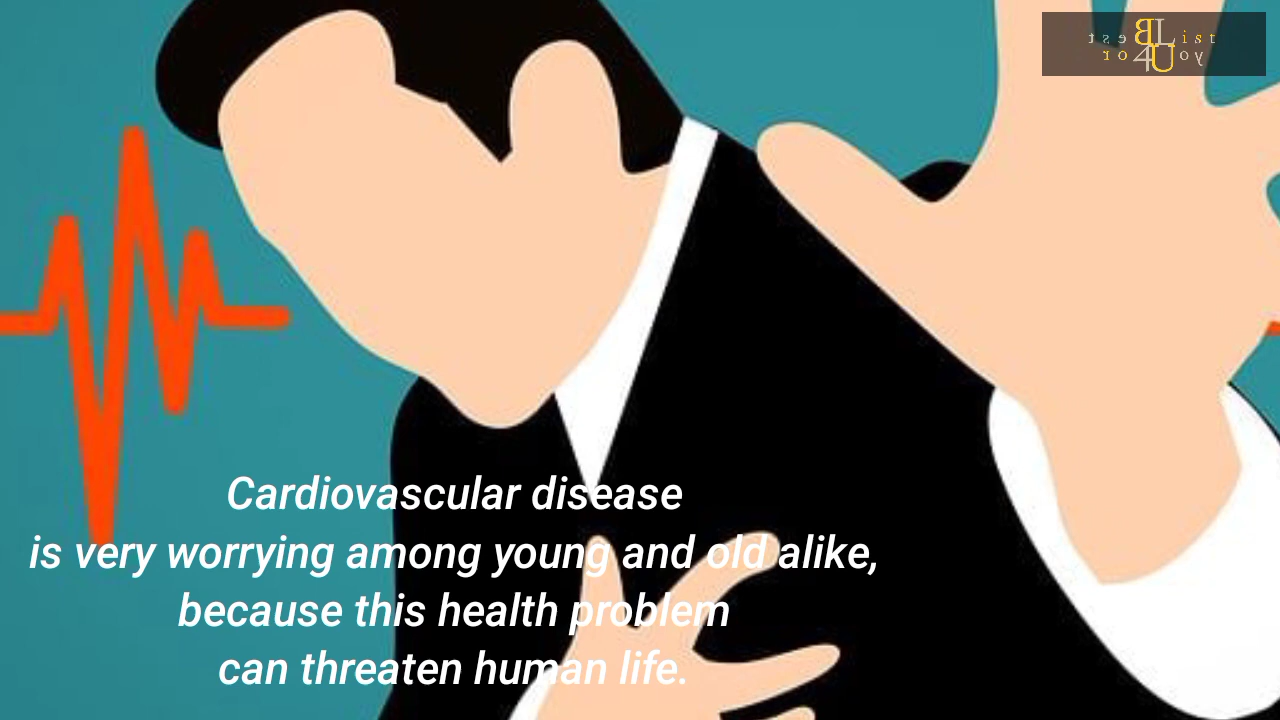 Cardiovascular disease
is very worrying among young and old alike,
because this health problem
can threaten human life.